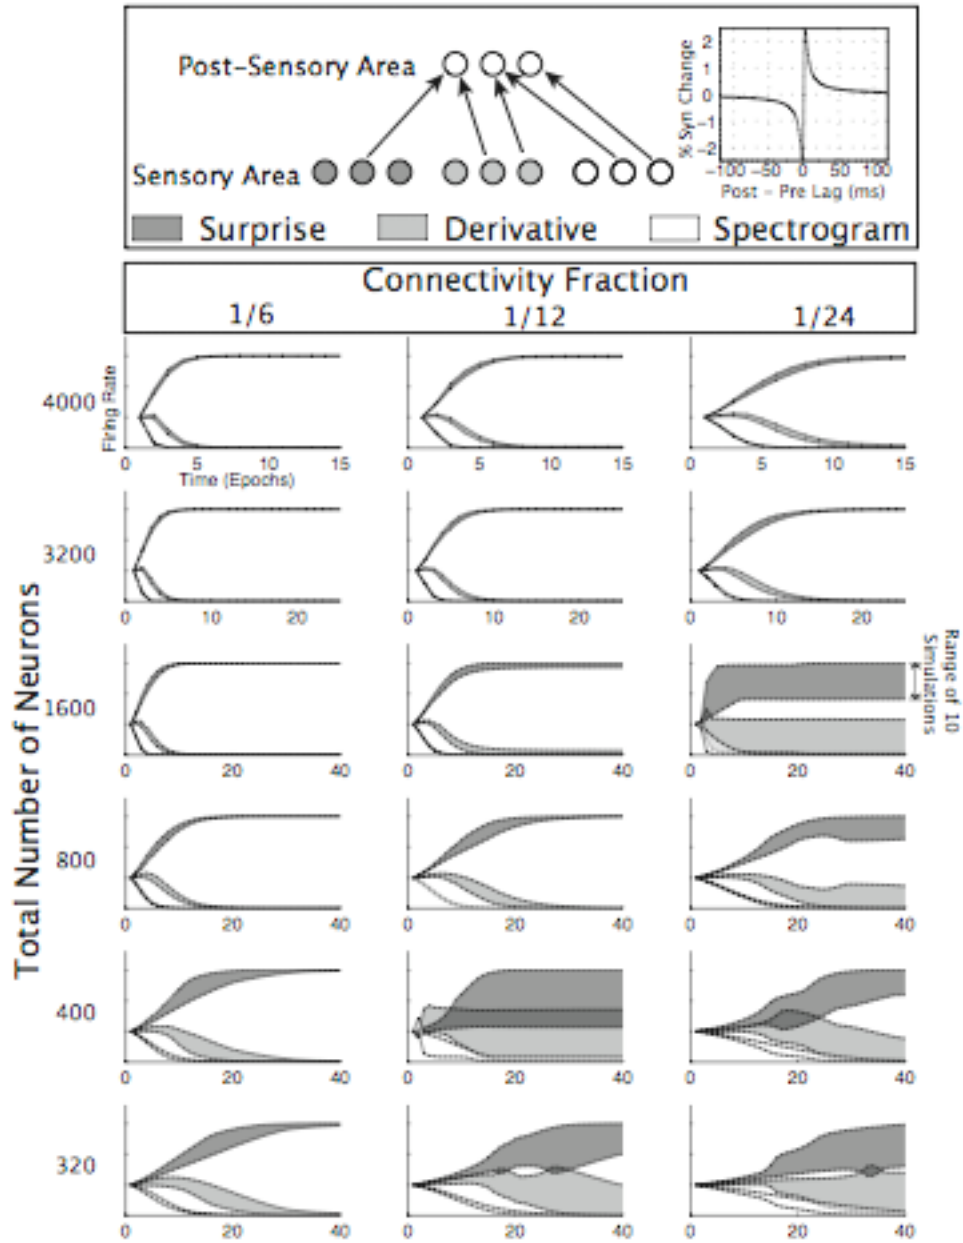 Post-Sensory Area
Sensory Area
% Syn Change
2
1
0
-1
-2
-100 -50 0 50 100
Post - Pre Lag (ms)
Surprise Derivative Spectrogram
Connectivity Fraction
1/6 1/12 1/24
Total Number of Neurons
4000
Firing Rate
0 5 10 15 0 5 10 15 0 5 10 15
Time (Epochs)
3200
0 10 20 0 10 20 0 10 20
1600
Range of 10
Simulations
0 20 40 0 20 40 0 20 40
800
0 20 40 0 20 40 0 20 40
400
0 20 40 0 20 40 0 20 40
320
0 20 40 0 20 40 0 20 40